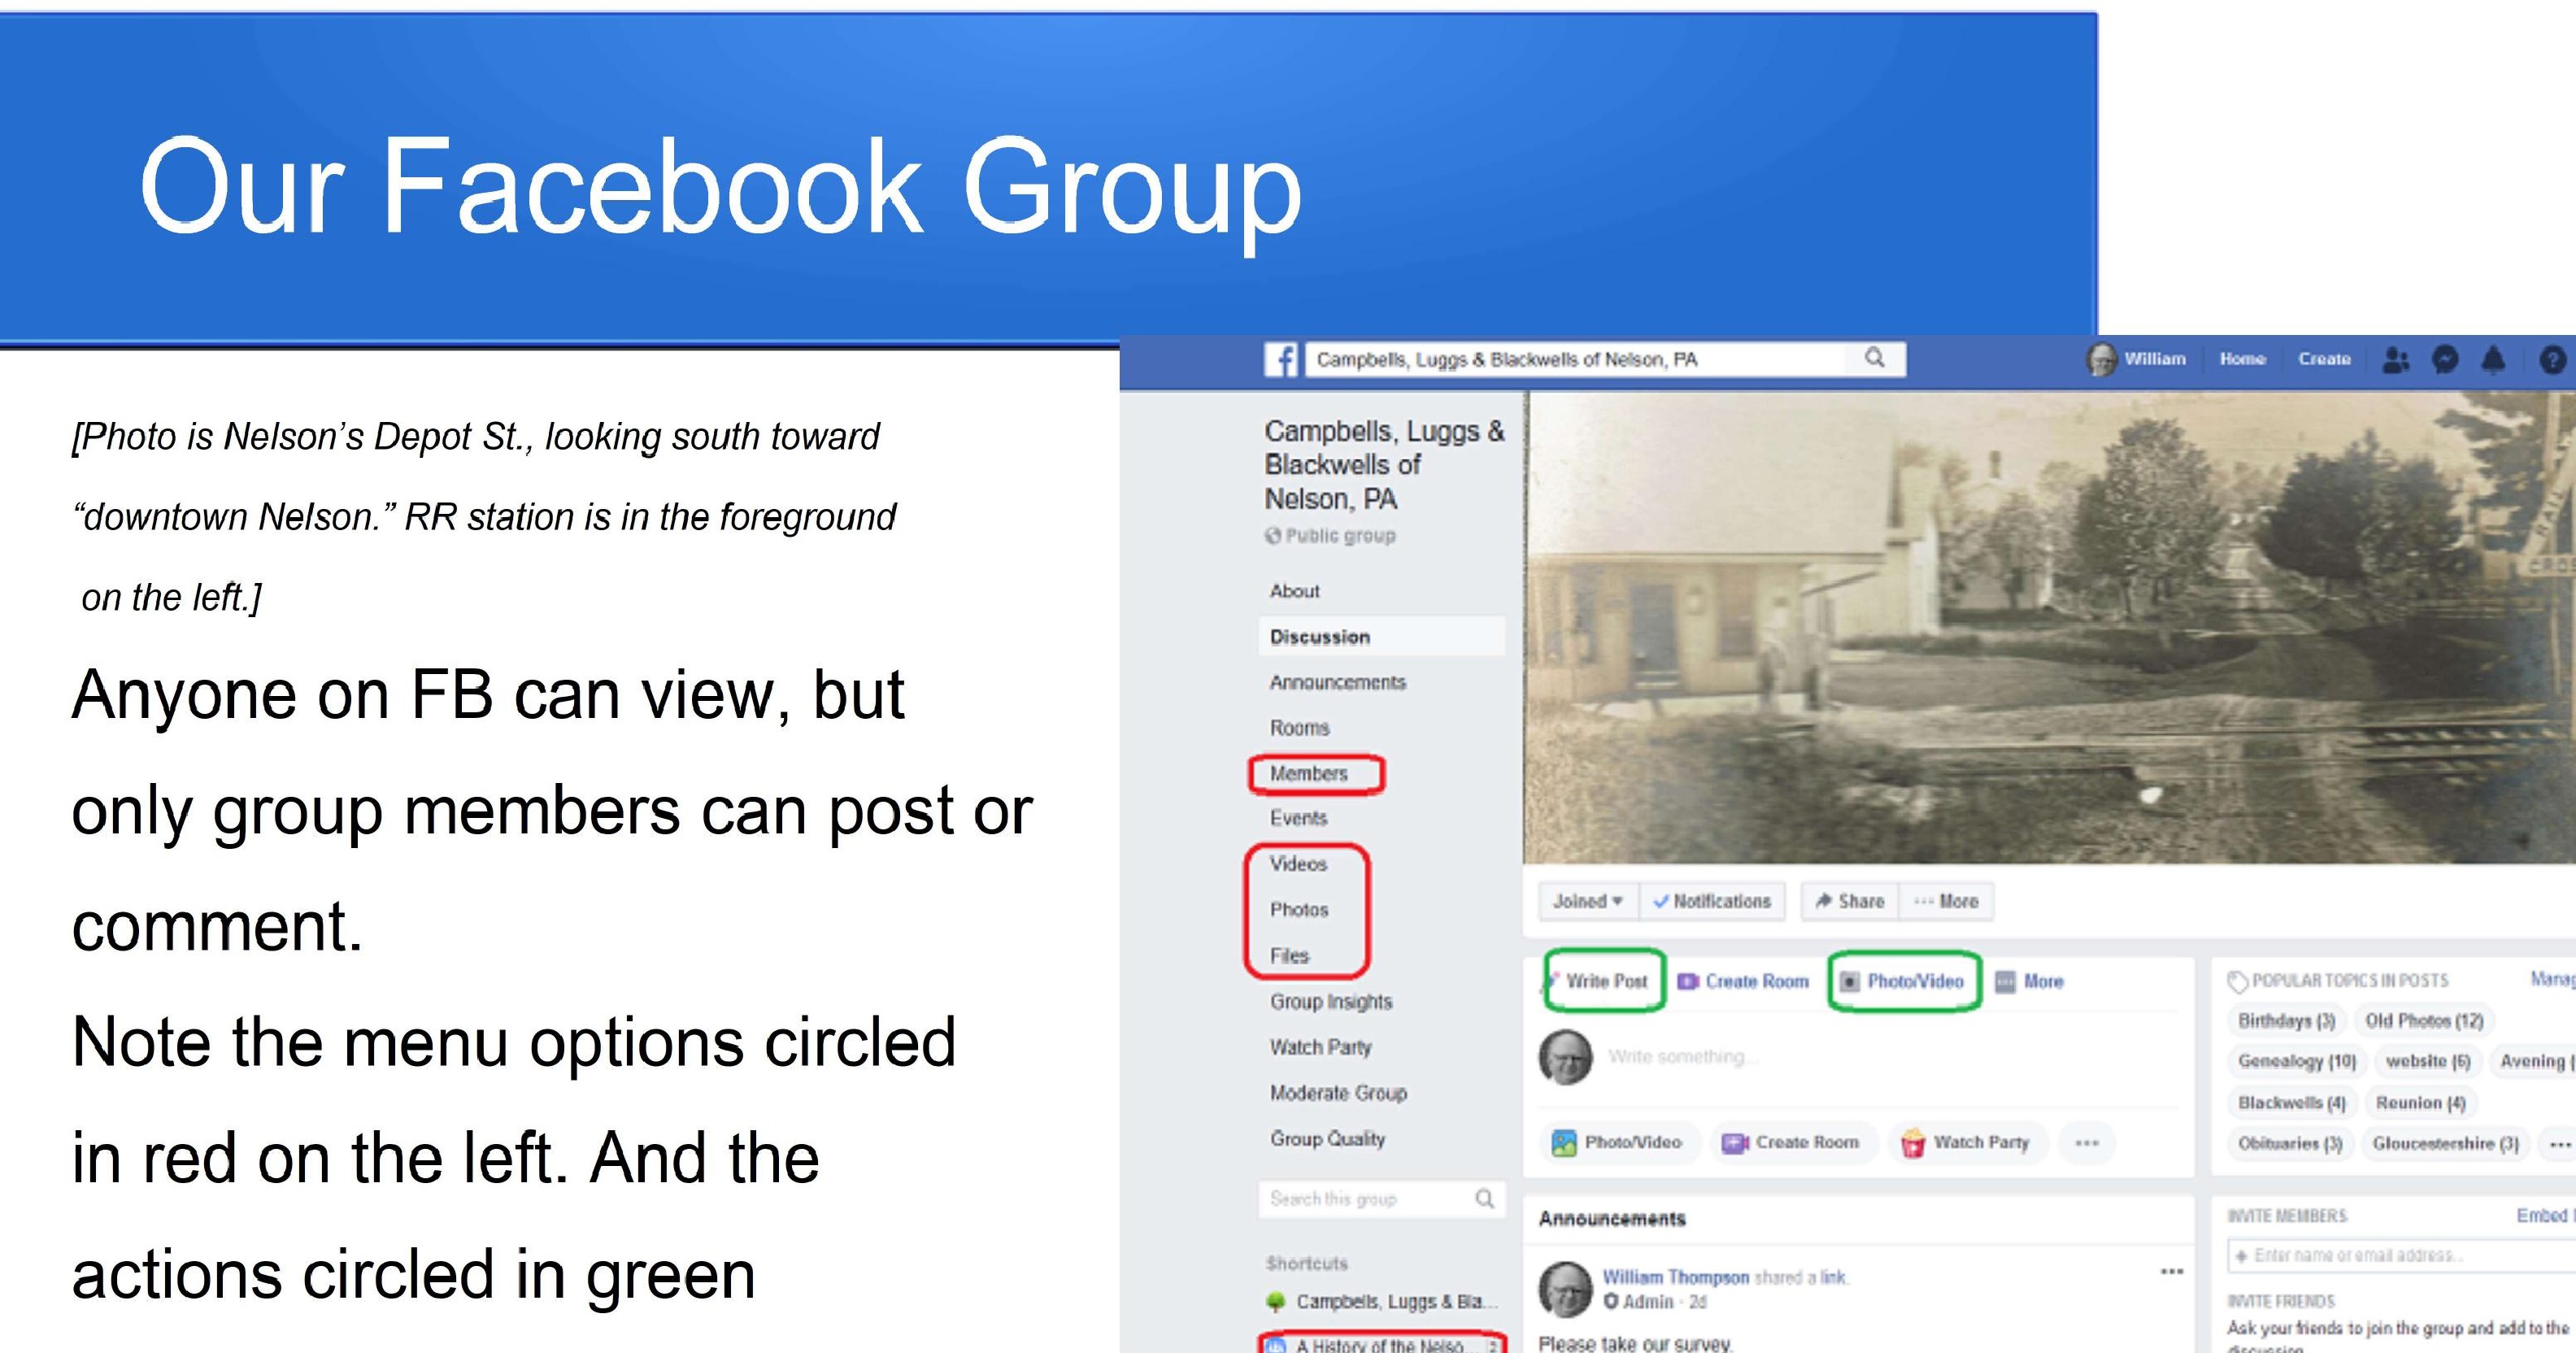 Our Facebook Group
[Photo is Nelson’s Depot St., looking south toward
“downtown Nelson.” RR station is in the foreground
on the left.]
Anyone on FB can view, but
only group members can post or
comment.
Note the menu options circled
in red on the left. And the
actions circled in green
Campbells, Luggs & Blackwells of Nelson, PA
William Home Create
Campbells, Luggs &
Blackwells of
Nelson, PA
Public group
About
Discussion
Announcements
Rooms
Members
Events
Videos
Photos
Files
Group Insights
Watch Party
Moderate Group
Group Quality
Search this group
Shortcuts
Campbells, Luggs & Bla...
A History of the Nelso... 2
Joined Notifications Share More
Write Post Create Room Photo/Video More
Write something...
Photo/Video Create Room Watch Party
Announcements
William Thompson shared a link.
Admin · 2d
Please take our survey.
POPULAR TOPICS IN POSTS
Birthdays (3) Old Photos (12)
Genealogy (10) website (6) Avening (
Blackwells (4) Reunion (4)
Obituaries (3) Gloucestershire (3)
INVITE MEMBERS Embed
Enter name or email address...
INVITE FRIENDS
Ask your friends to join the group and add to the
discussion